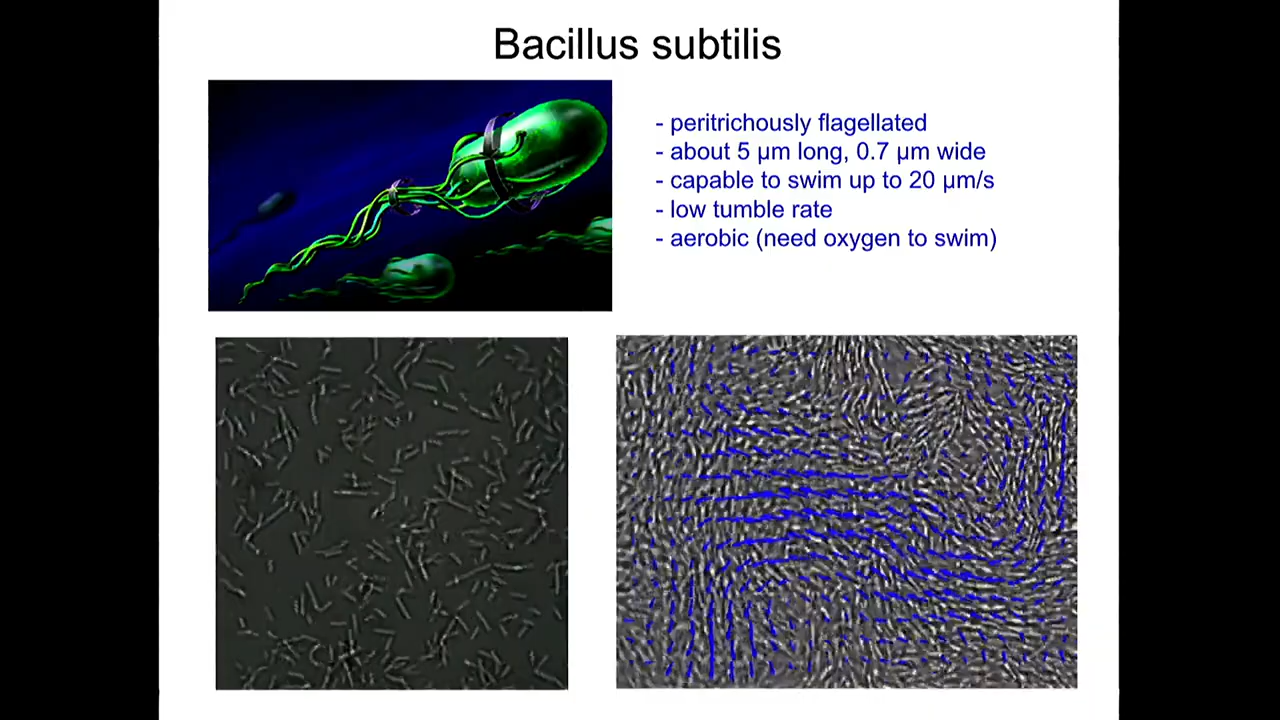 Bacillus subtilis
- peritrichously flagellated
- about 5 μm long, 0.7 μm wide
- capable to swim up to 20 μm/s
- low tumble rate
- aerobic (need oxygen to swim)